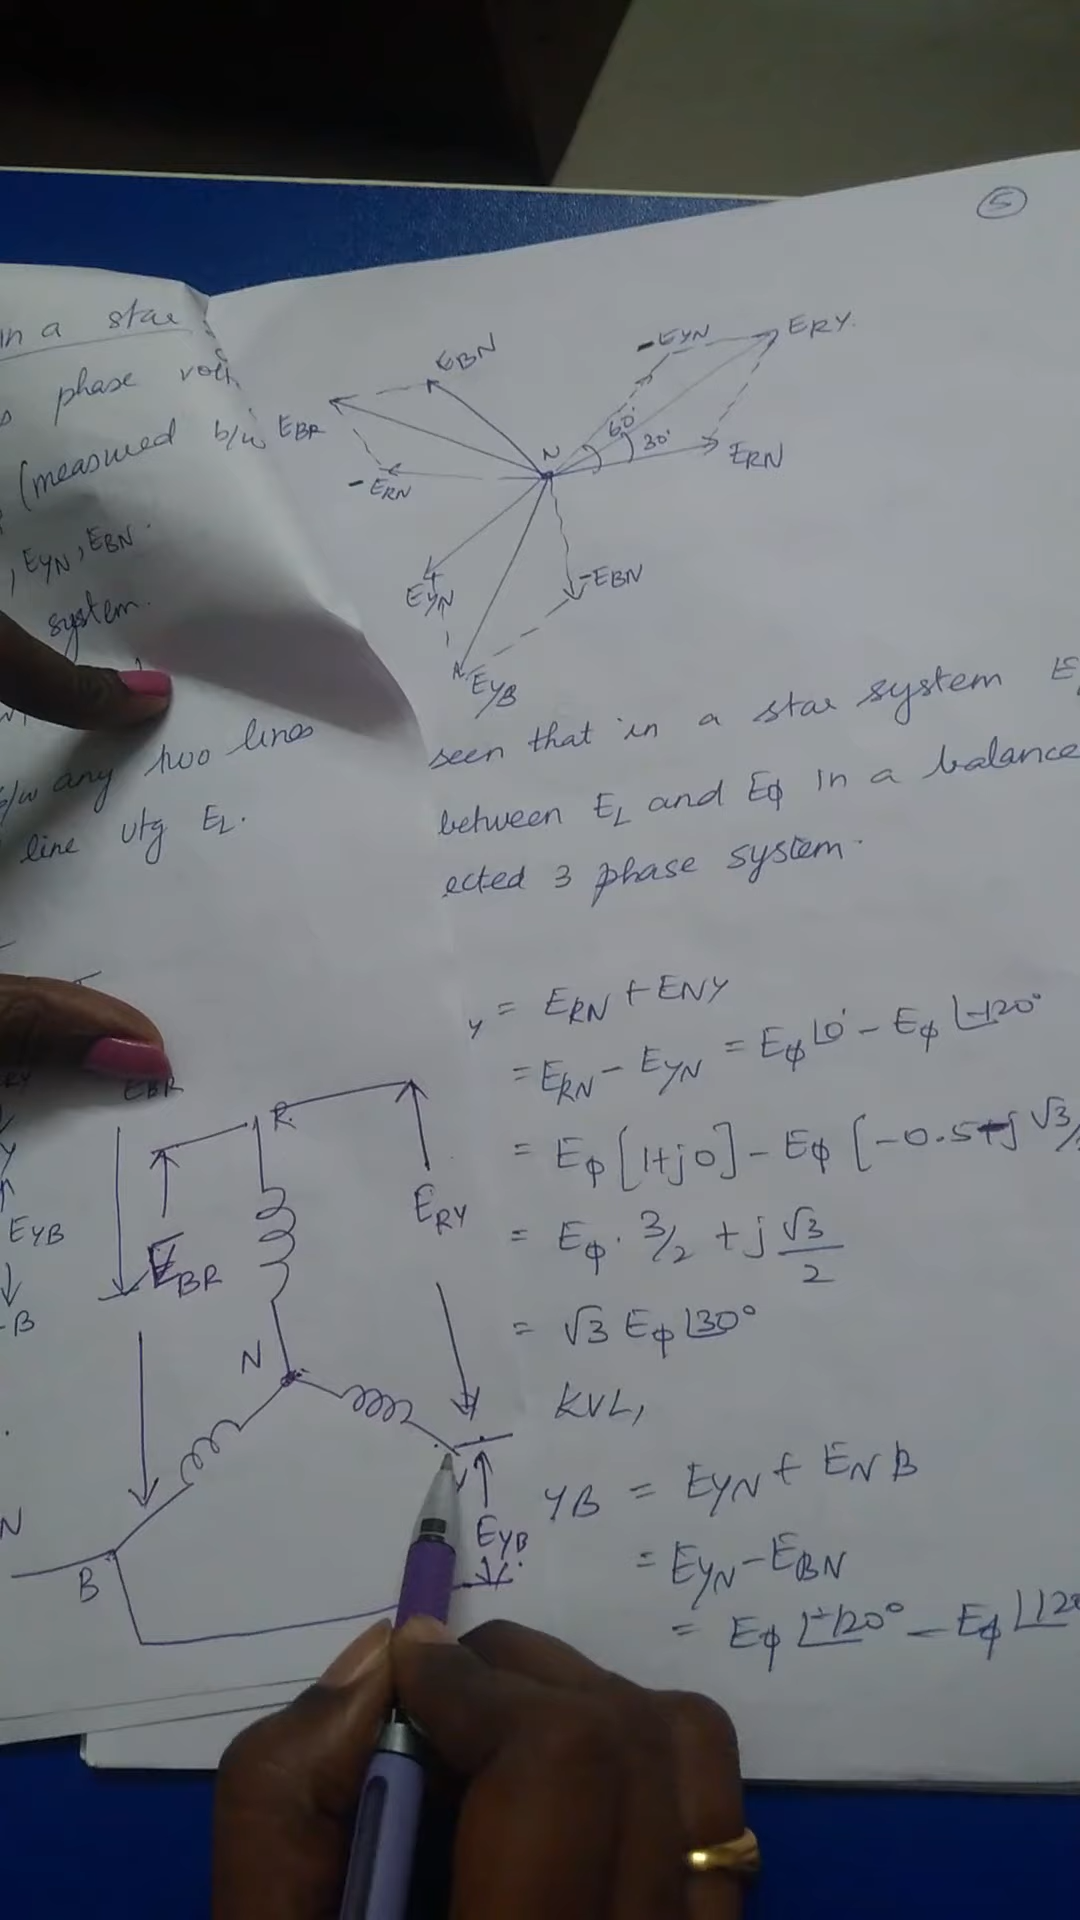 5
in a star
phase
(measured b/w
, EYN, EBN.
system.
b/w any two lines
line vtg EL.
-EYN
ERY.
EBN
EBR
60°
30°
N
ERN
-ERN
EYN
-EBN
EYB
seen that in a star system
between EL and Eϕ in a balance
ected 3 phase system.
Y = ERN + ENY
= ERN - EYN = Eϕ∠0° - Eϕ∠-120°
= Eϕ[1+j0] - Eϕ[-0.5-j√3/
= Eϕ. 3/2 + j √3/2
= √3 Eϕ∠30°
KVL,
YB = EYN + ENB
= EYN - EBN
= Eϕ∠-120° - Eϕ∠120
EBR
R
ERY
EYB
EBR
-B
N
N
B
EYB